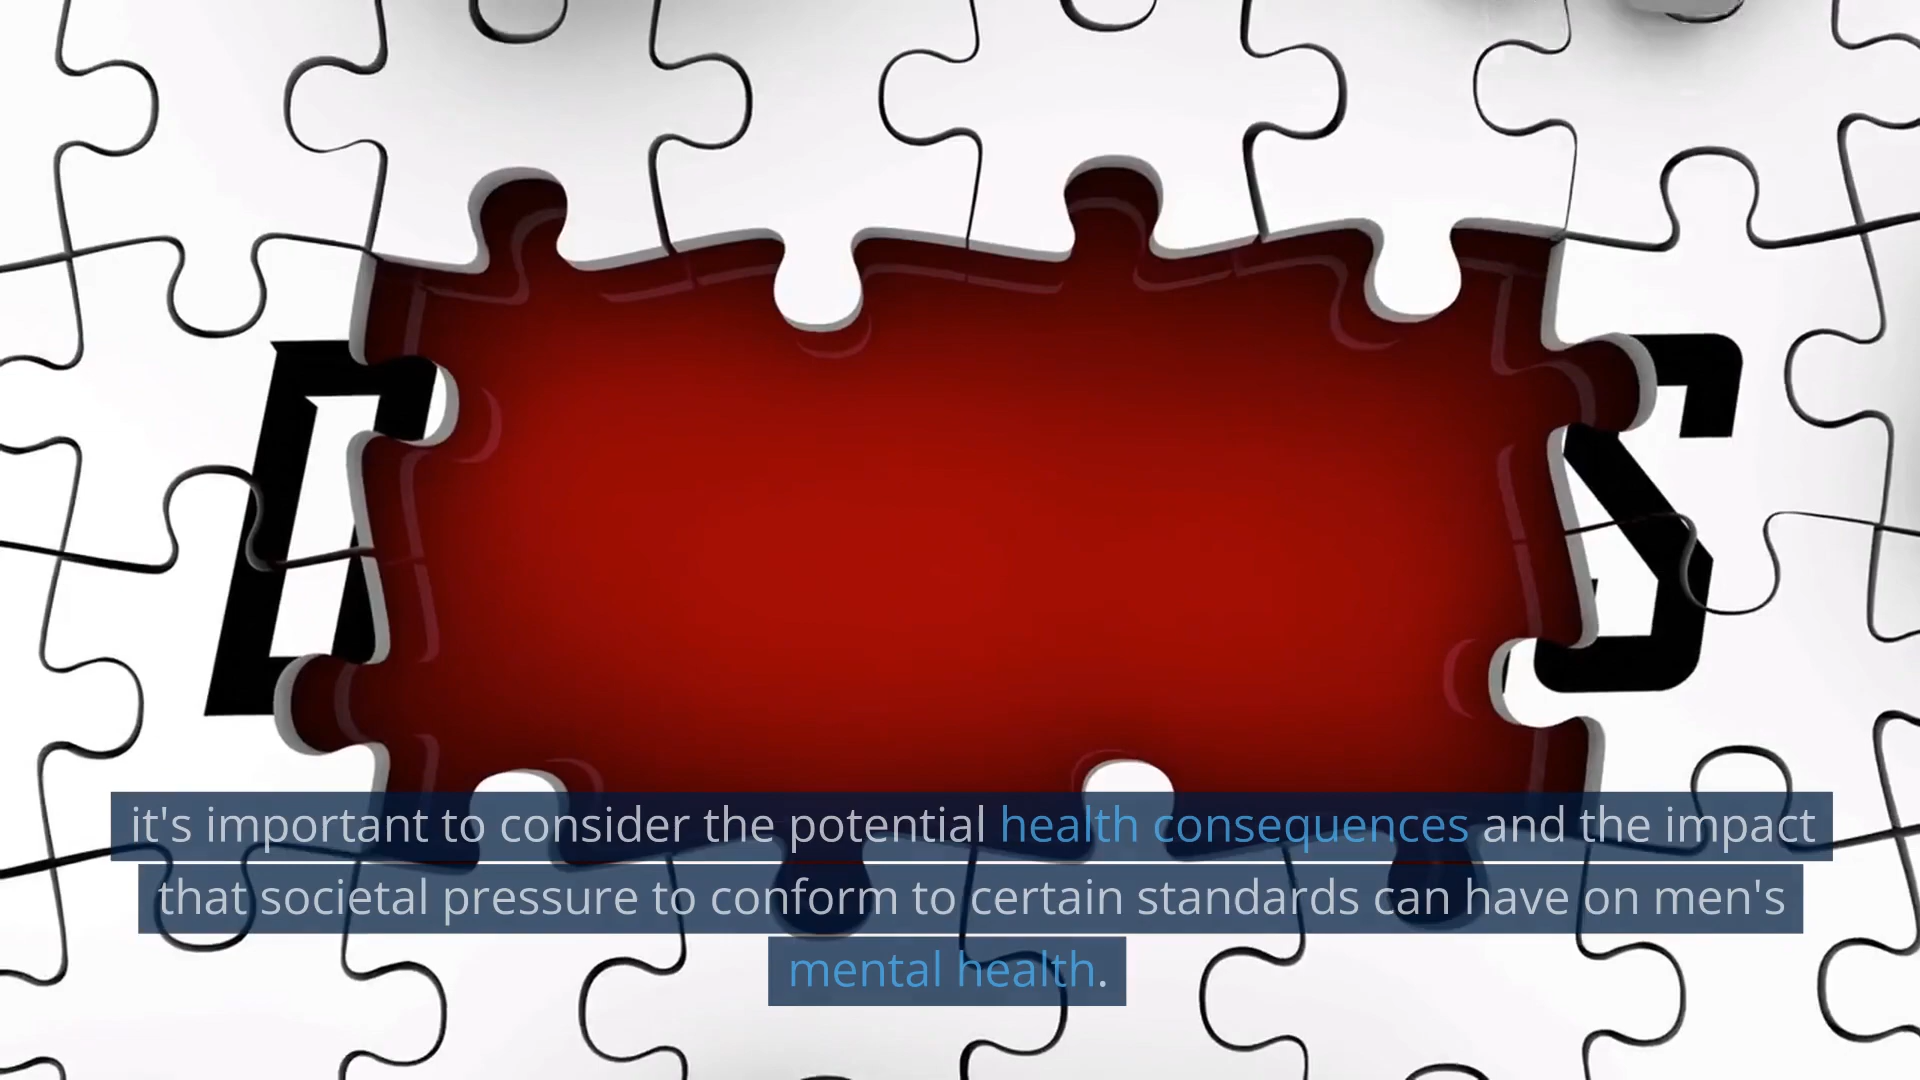 D S
it's important to consider the potential health consequences and the impact
that societal pressure to conform to certain standards can have on men's
mental health.